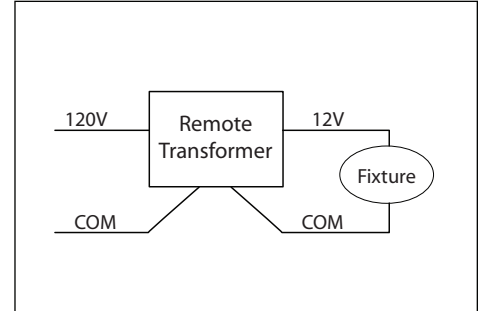 120V
Remote
Transformer
12V
Fixture
COM
COM